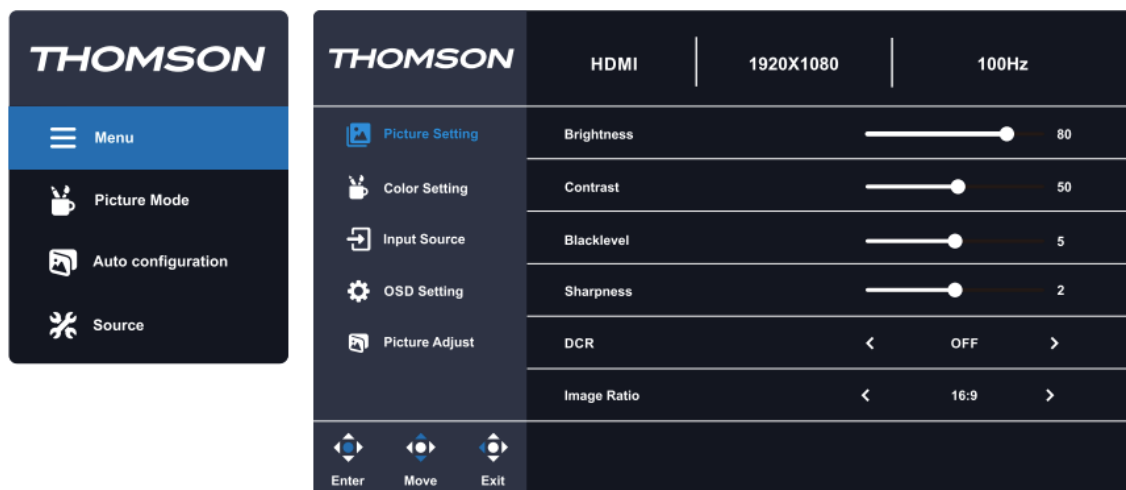 THOMSON
Menu
Picture Mode
Auto configuration
Source
THOMSON
HDMI 1920X1080 100Hz
Picture Setting
Color Setting
Input Source
OSD Setting
Picture Adjust
Brightness 80
Contrast 50
Blacklevel 5
Sharpness 2
DCR OFF
Image Ratio 16:9
Enter Move Exit